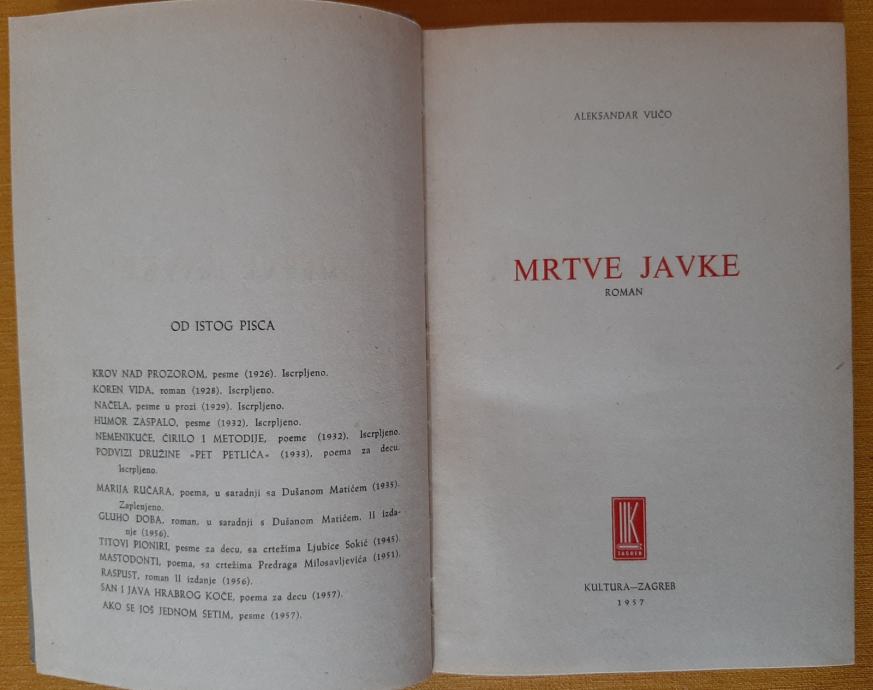 OD ISTOG PISCA
KROV NAD PROZOROM, pesme (1926). Iscrpljeno.
KOREN VIDA, roman (1928). Iscrpljeno.
NAČELA, pesme u prozi (1929). Iscrpljeno.
HUMOR ZASPALO, pesme (1932). Iscrpljeno.
NEMENIKUĆE, ĆIRILO I METODIJE, poeme (1932). Iscrpljeno.
PODVIZI DRUŽINE »PET PETLIĆA« (1933), poema za decu.
Iscrpljeno.
MARIJA RUČARA, poema, u saradnji sa Dušanom Matićem (1935).
Zaplenjeno.
GLUHO DOBA, roman, u saradnji s Dušanom Matićem. II izda-
nje (1956).
TITOVI PIONIRI, pesme za decu, sa crtežima Ljubice Sokić (1945).
MASTODONTI, poema, sa crtežima Predraga Milosavljevića (1951).
RASPUST, roman II izdanje (1956).
SAN I JAVA HRABROG KOČE, poema za decu (1957).
AKO SE JOŠ JEDNOM SETIM, pesme (1957).
ALEKSANDAR VUČO
MRTVE JAVKE
ROMAN
K
ZAGREB
KULTURA—ZAGREB
1957